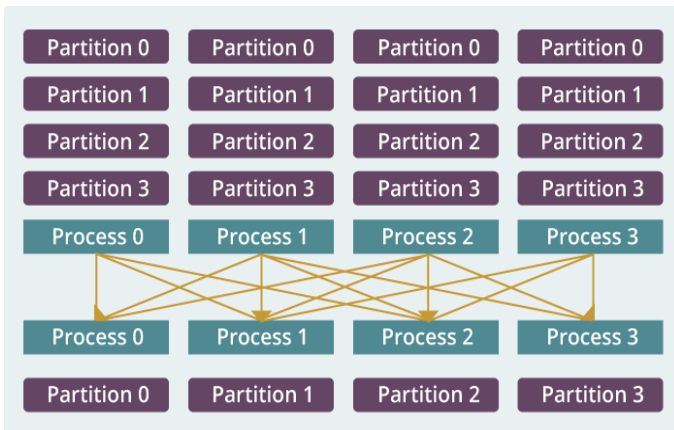 Partition 0 Partition 0 Partition 0 Partition 0
Partition 1 Partition 1 Partition 1 Partition 1
Partition 2 Partition 2 Partition 2 Partition 2
Partition 3 Partition 3 Partition 3 Partition 3
Process 0 Process 1 Process 2 Process 3
Process 0 Process 1 Process 2 Process 3
Partition 0 Partition 1 Partition 2 Partition 3